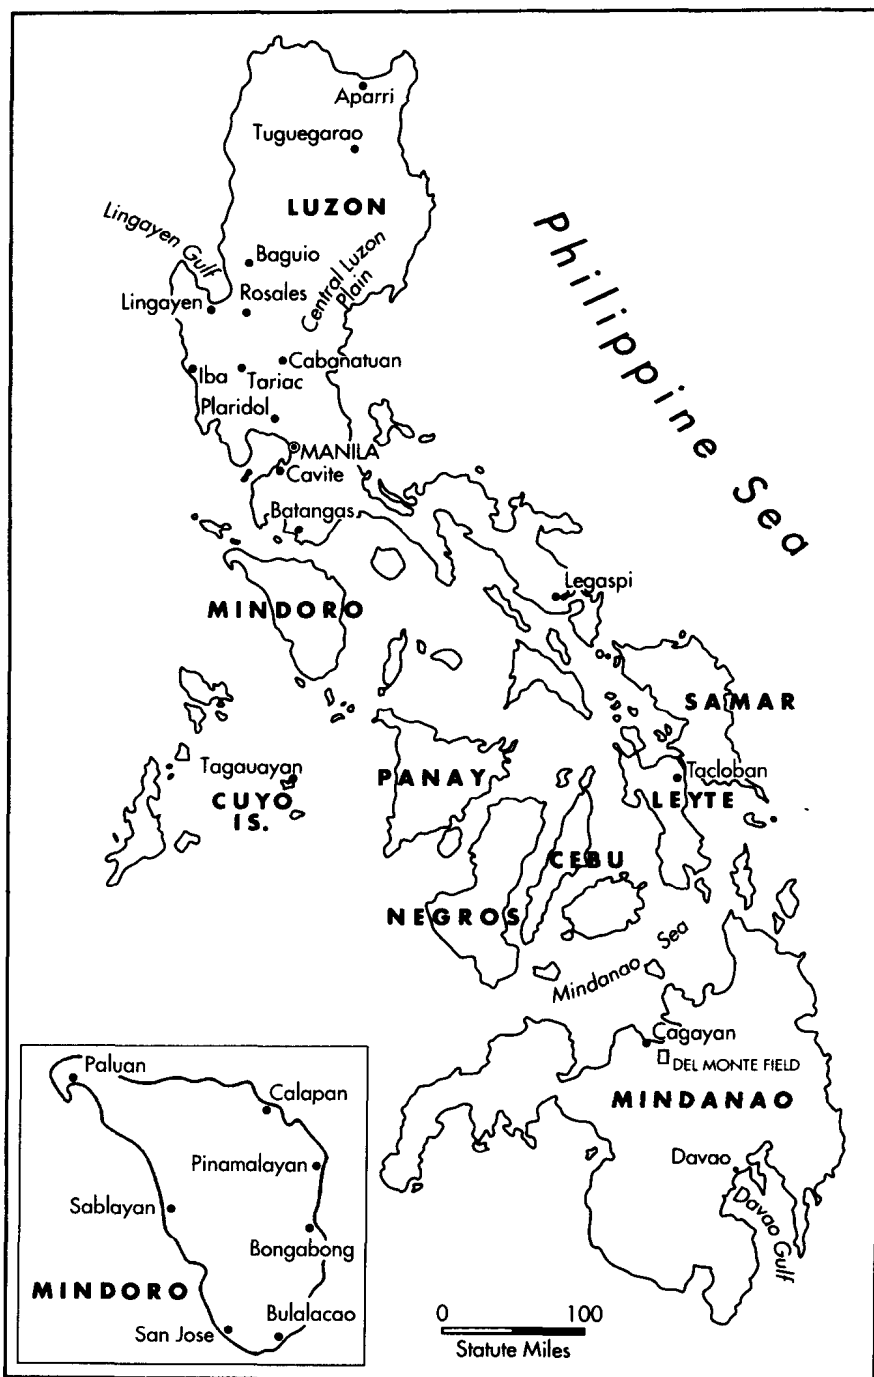 Aparri
Tuguegarao
LUZON
Lingayen Gulf
Baguio
Central Luzon
Plain
Lingayen
Rosales
Philippine Sea
Cabanatuan
Iba
Tariac
Plaridol
MANILA
Cavite
Batangas
Legaspi
MINDORO
SAMAR
Tagauayan
CUYO
IS.
PANAY
Tacloban
LEYTE
CEBU
NEGROS
Mindanao Sea
Cagayan
DEL MONTE FIELD
MINDANAO
Davao
Davao Gulf
Paluan
Calapan
Pinamalayan
Sablayan
Bongabong
MINDORO
San Jose
Bulalacao
0 100
Statute Miles